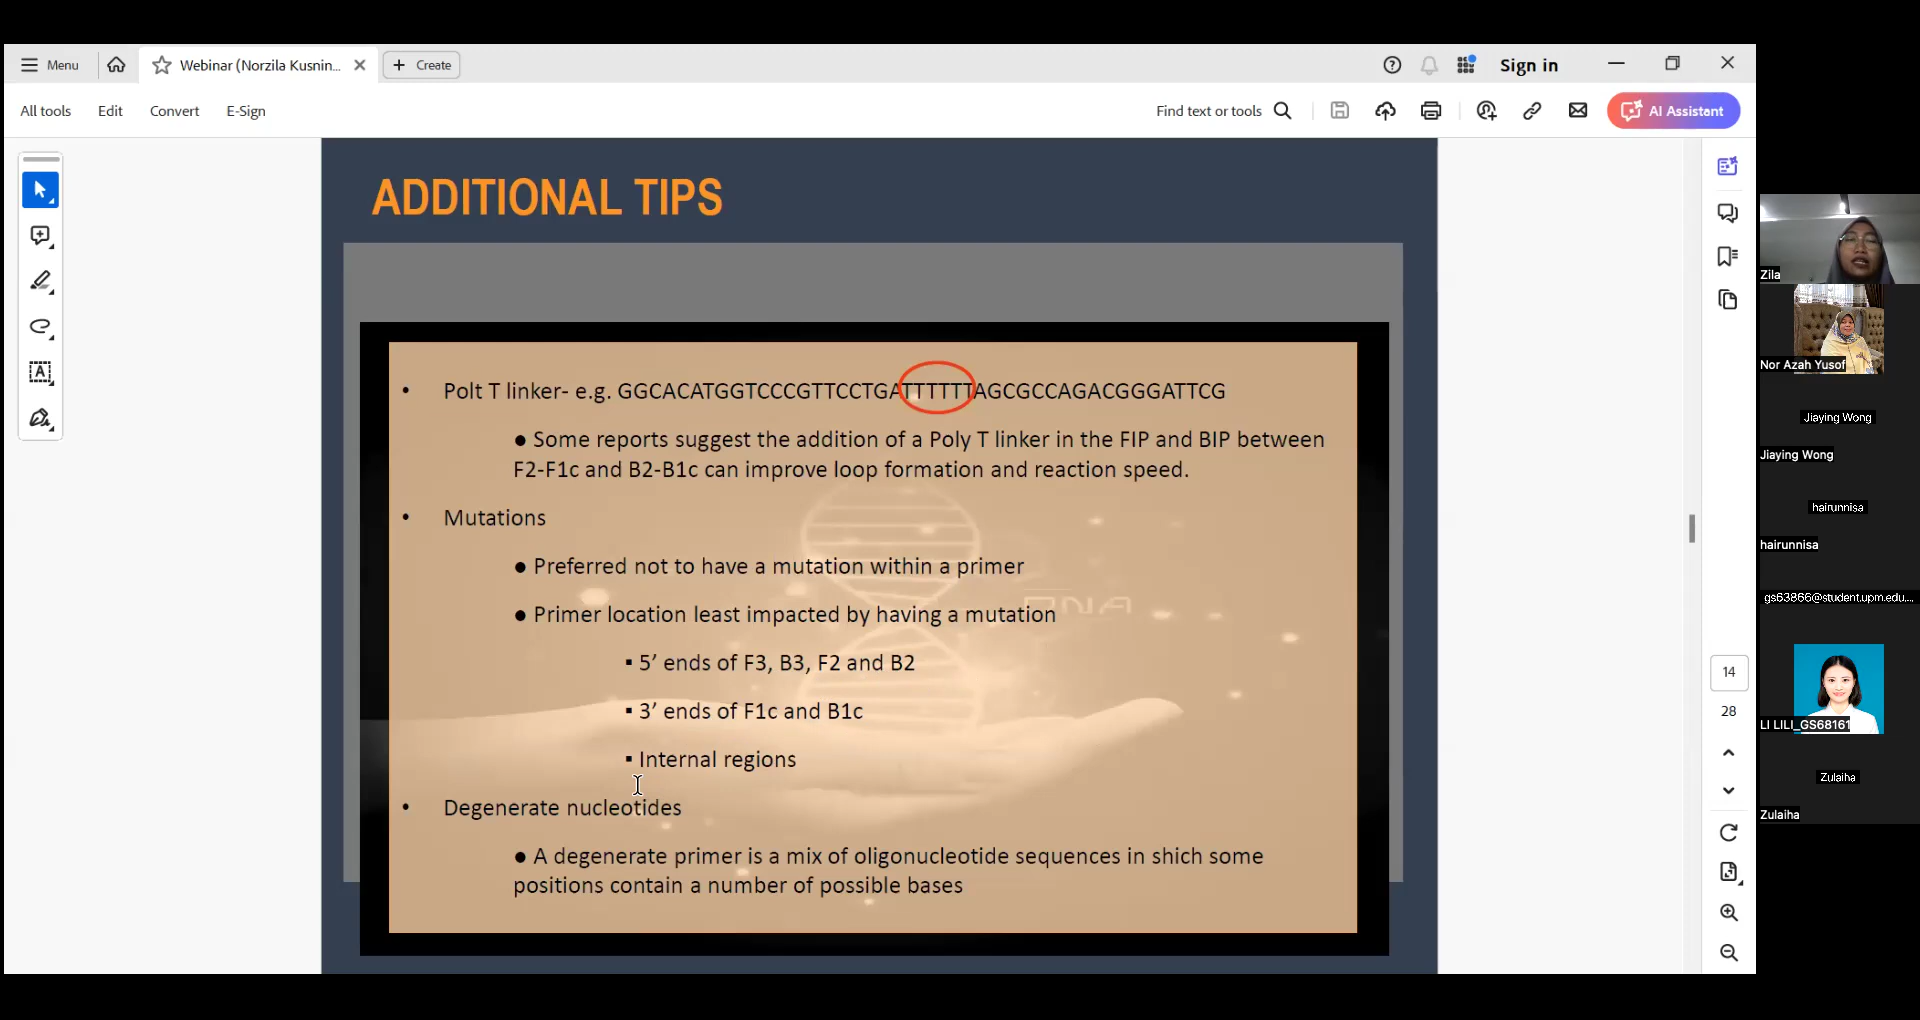 Menu
Webinar (Norzila Kusnin...
Create
Sign in
All tools
Edit
Convert
E-Sign
Find text or tools
AI Assistant
ADDITIONAL TIPS
• Polt T linker- e.g. GGCACATGGTCCCGTTCCTGATTTTTTAGCGCCAGACGGGATTCG
● Some reports suggest the addition of a Poly T linker in the FIP and BIP between
F2-F1c and B2-B1c can improve loop formation and reaction speed.
• Mutations
● Preferred not to have a mutation within a primer
● Primer location least impacted by having a mutation
▪ 5’ ends of F3, B3, F2 and B2
▪ 3’ ends of F1c and B1c
▪ Internal regions
• Degenerate nucleotides
● A degenerate primer is a mix of oligonucleotide sequences in shich some
positions contain a number of possible bases
DNA
14
28
Zila
Nor Azah Yusof
Jiaying Wong
Jiaying Wong
hairunnisa
hairunnisa
gs63866@student.upm.edu,...
LI LILI_GS68161
Zulaiha
Zulaiha